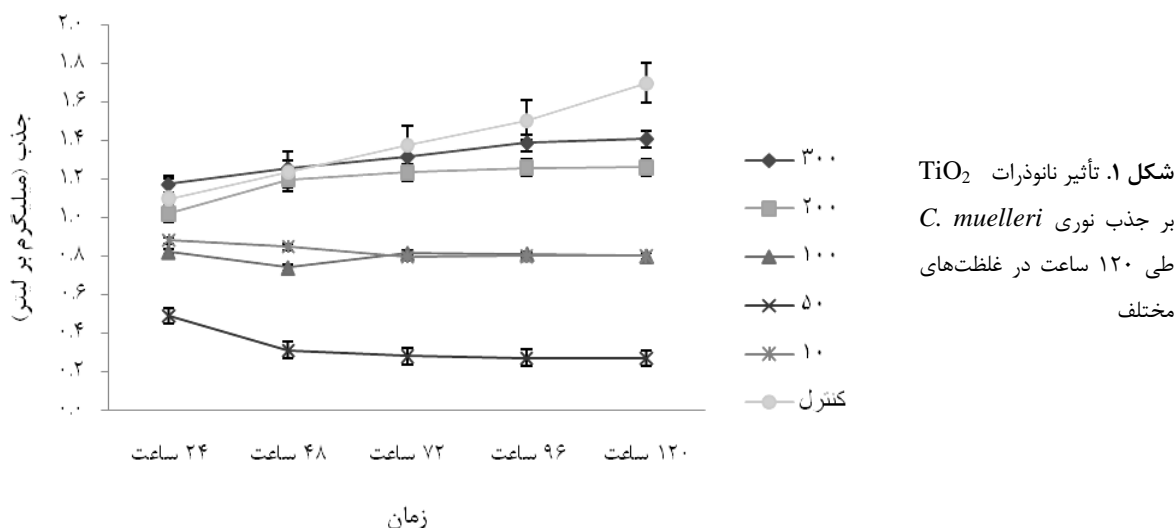 ۲.۰
۱.۸
۱.۶
۱.۴
۱.۲
۱.۰
۰.۸
۰.۶
۰.۴
۰.۲
۰.۰
جذب (میلیگرم بر لیتر)
۲۴ ساعت
۴۸ ساعت
۷۲ ساعت
۹۶ ساعت
۱۲۰ ساعت
زمان
۳۰۰
۲۰۰
۱۰۰
۵۰
۱۰
کنترل
شکل ۱. تأثیر نانوذرات TiO₂
بر جذب نوری C. muelleri
طی ۱۲۰ ساعت در غلظت‌های
مختلف